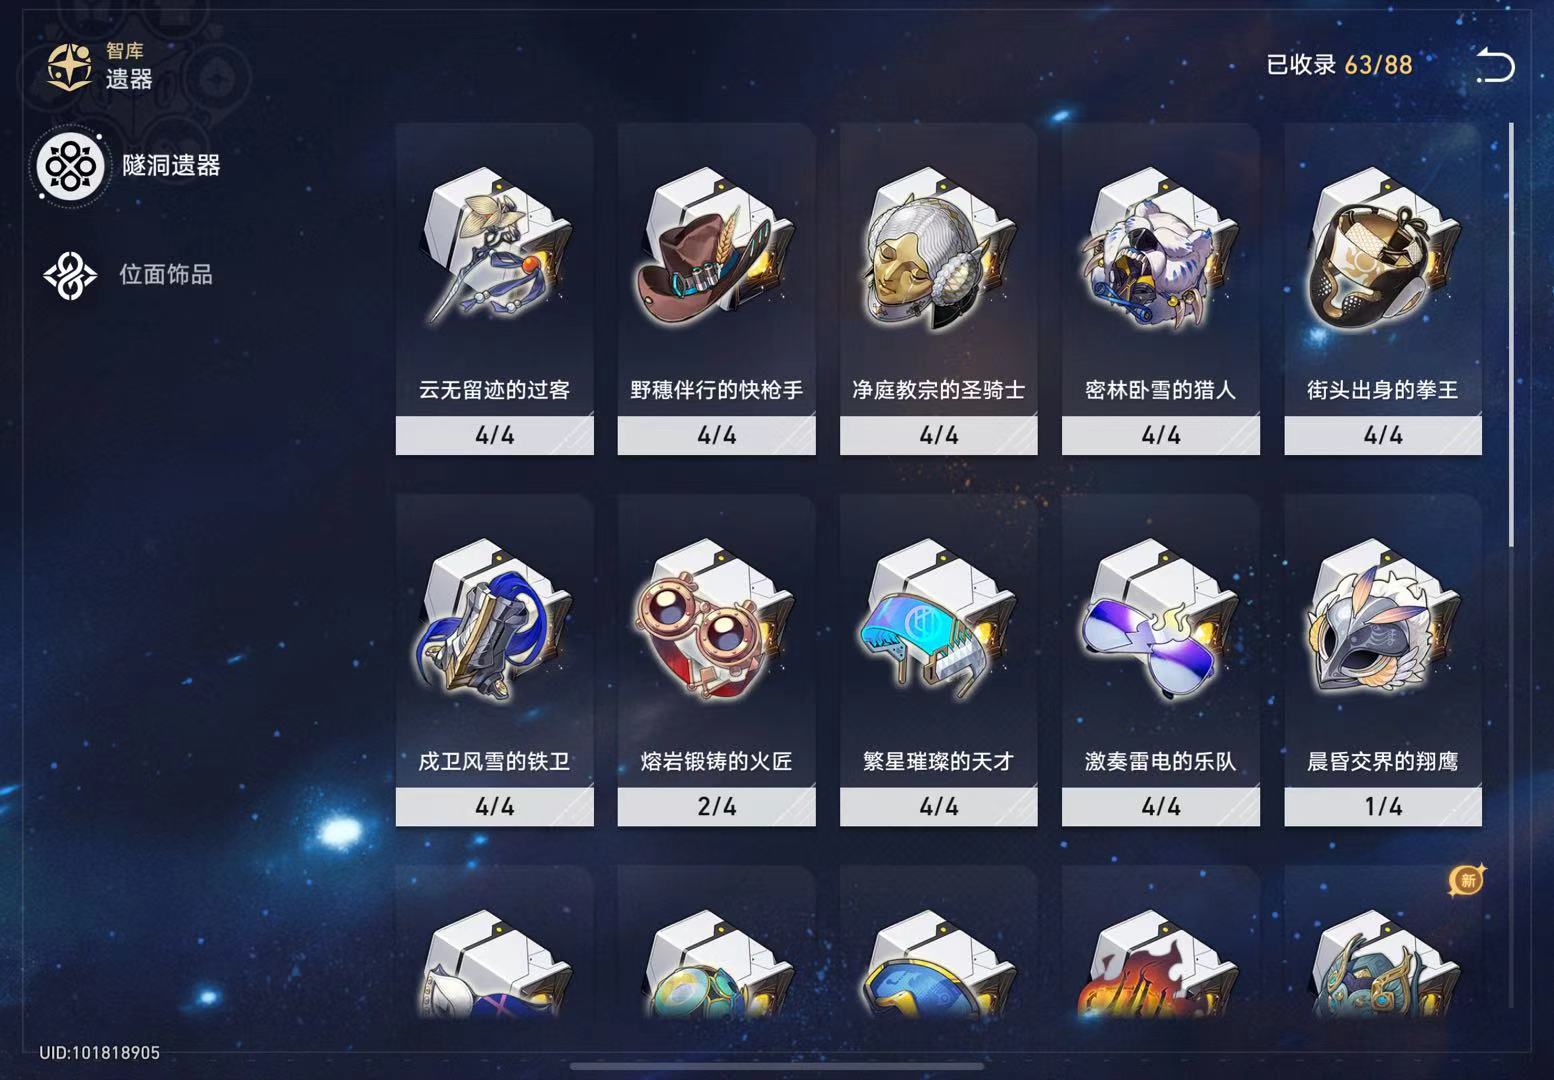 智库
遗器
已收录 63/88
隧洞遗器
位面饰品
云无留迹的过客
4/4
野穗伴行的快枪手
4/4
净庭教宗的圣骑士
4/4
密林卧雪的猎人
4/4
街头出身的拳王
4/4
戍卫风雪的铁卫
4/4
熔岩锻铸的火匠
2/4
繁星璀璨的天才
4/4
激奏雷电的乐队
4/4
晨昏交界的翔鹰
1/4
新
UID:101818905